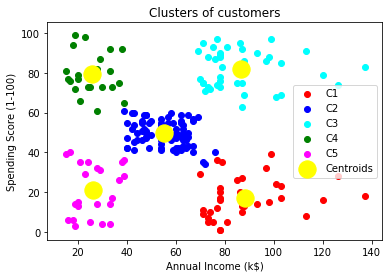 Clusters of customers
Spending Score (1-100)
100
80
60
40
20
0
C1
C2
C3
C4
C5
Centroids
20
40
60
80
100
120
140
Annual Income (k$)